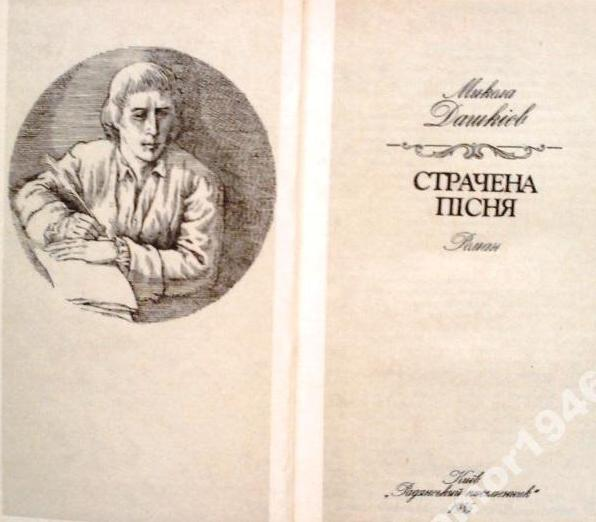 Микола
Дашкієв
СТРАЧЕНА
ПІСНЯ
Роман
Київ
„Радянський письменник"